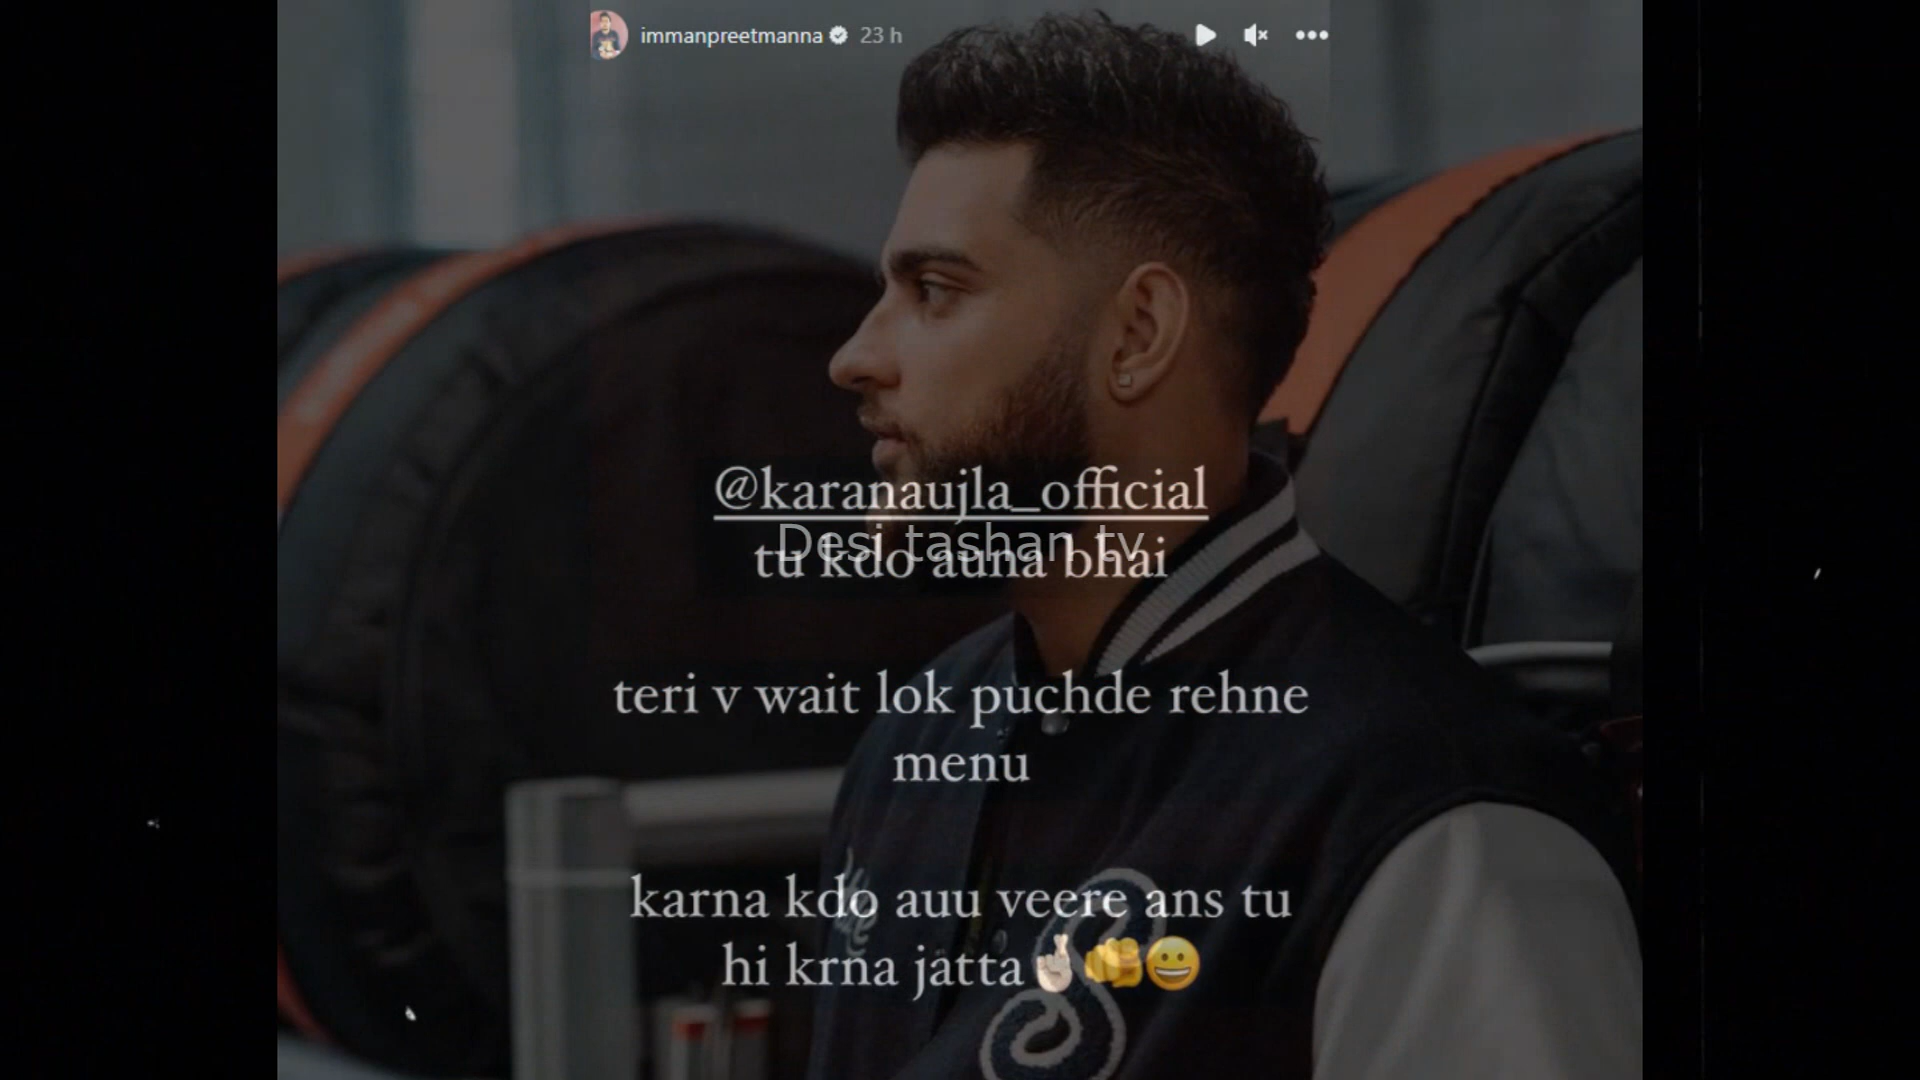 immanpreetmanna 23 h
@karanaujla_official
Desi tashan tv
tu kdo auna bhai
teri v wait lok puchde rehne
menu
karna kdo auu veere ans tu
hi krna jatta🤞🫵😀